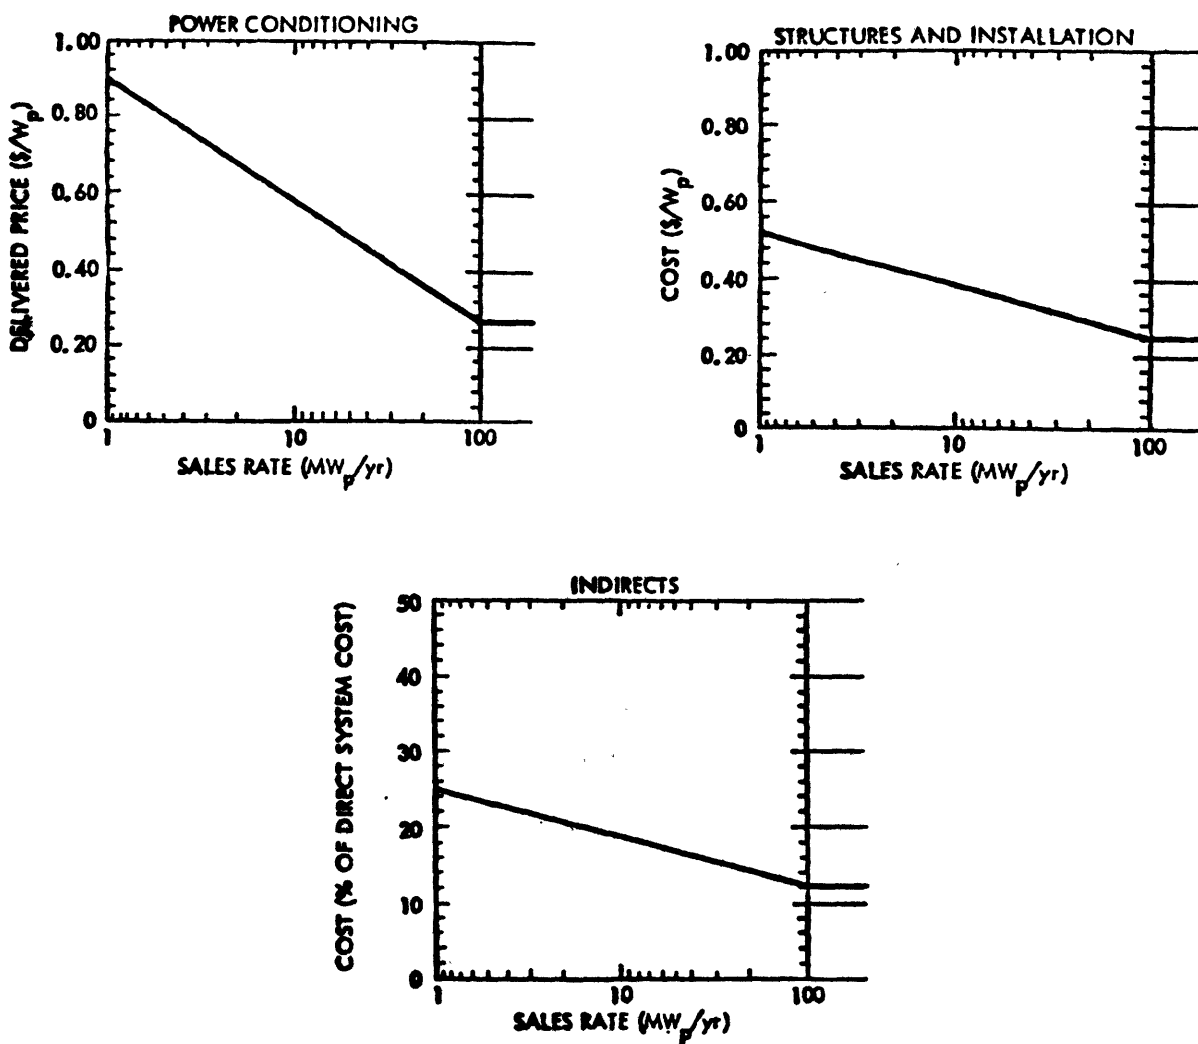 POWER CONDITIONING
1.00
0.80
0.60
0.40
0.20
0
DELIVERED PRICE ($/Wp)
1 10 100
SALES RATE (MWp/yr)
STRUCTURES AND INSTALLATION
1.00
0.80
0.60
0.40
0.20
0
COST ($/Wp)
1 10 100
SALES RATE (MWp/yr)
INDIRECTS
50
40
30
20
10
0
COST (% OF DIRECT SYSTEM COST)
1 10 100
SALES RATE (MWp/yr)